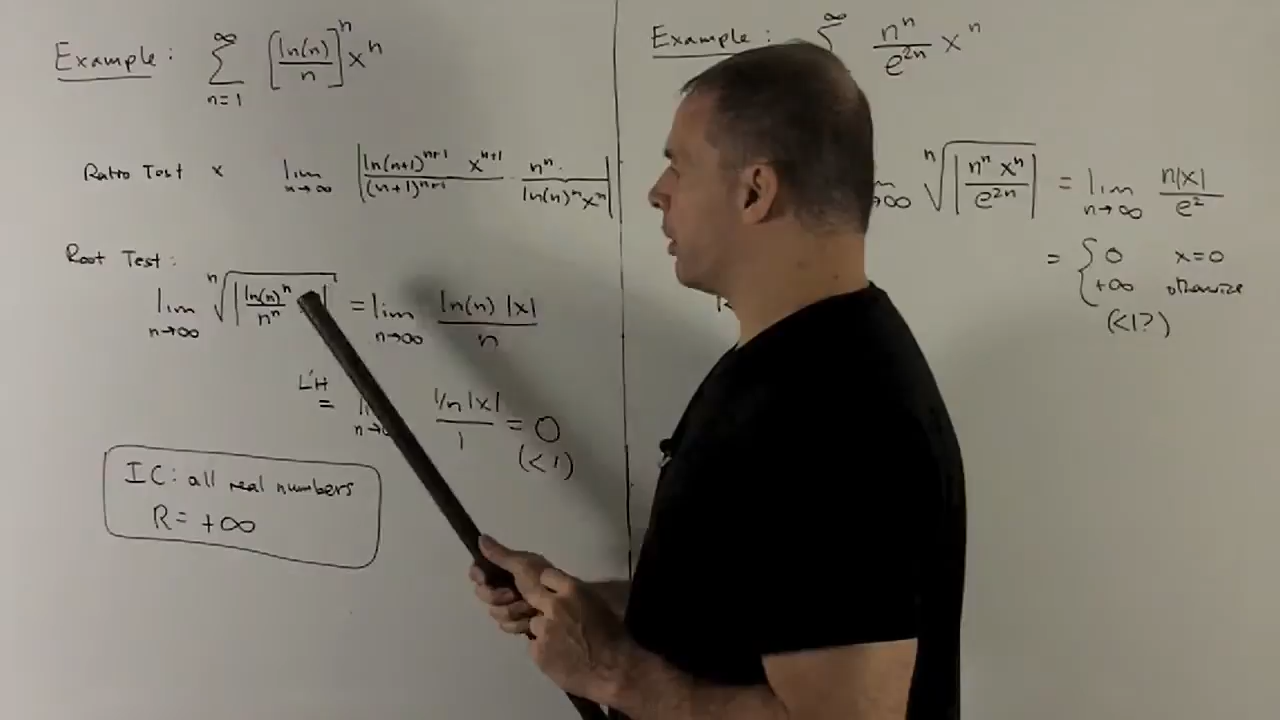 Example: ∞ ∑ n=1 [ln(n)/n]^n x^n
Ratio Test x lim n→∞ |ln(n+1)^(n+1) x^(n+1)/(n+1)^(n+1) · n^n/ln(n)^n x^n|
Root Test:
lim n→∞ n√|ln(n)^n/n^n | = lim n→∞ ln(n) |x|/n
L'H = n→ 1/n |x|/1 = 0
(<1)
IC: all real numbers
R = +∞
Example: ∞ n^n/e^(2n) x^n
→∞ n√|n^n x^n/e^(2n)| = lim n→∞ n|x|/e^2
= { 0 x=0
+∞ otherwise
(<1?)